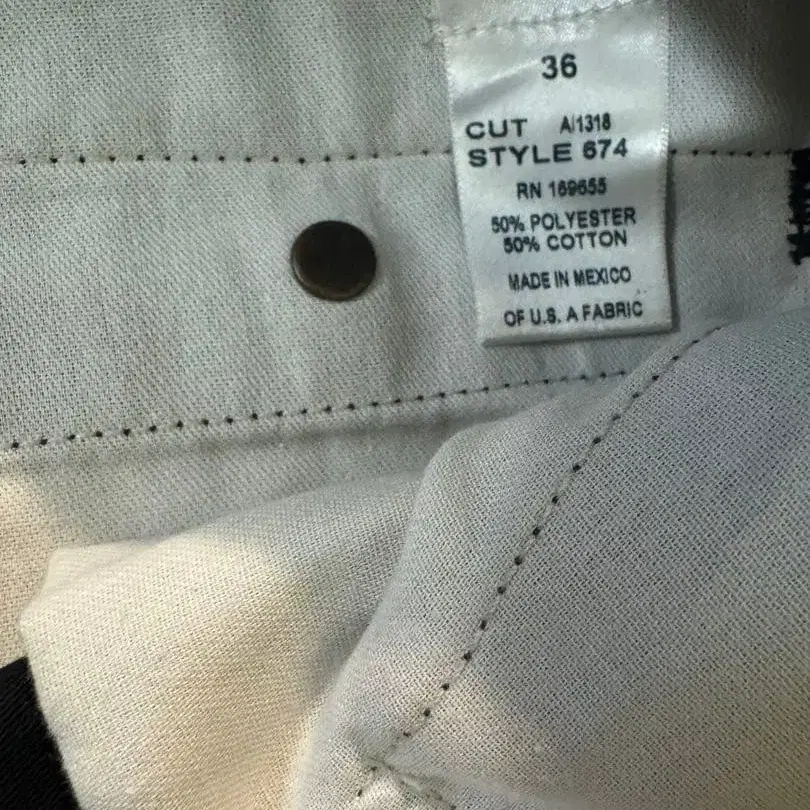 36
CUT A/1318
STYLE 674
RN 169655
50% POLYESTER
50% COTTON
MADE IN MEXICO
OF U.S. A FABRIC